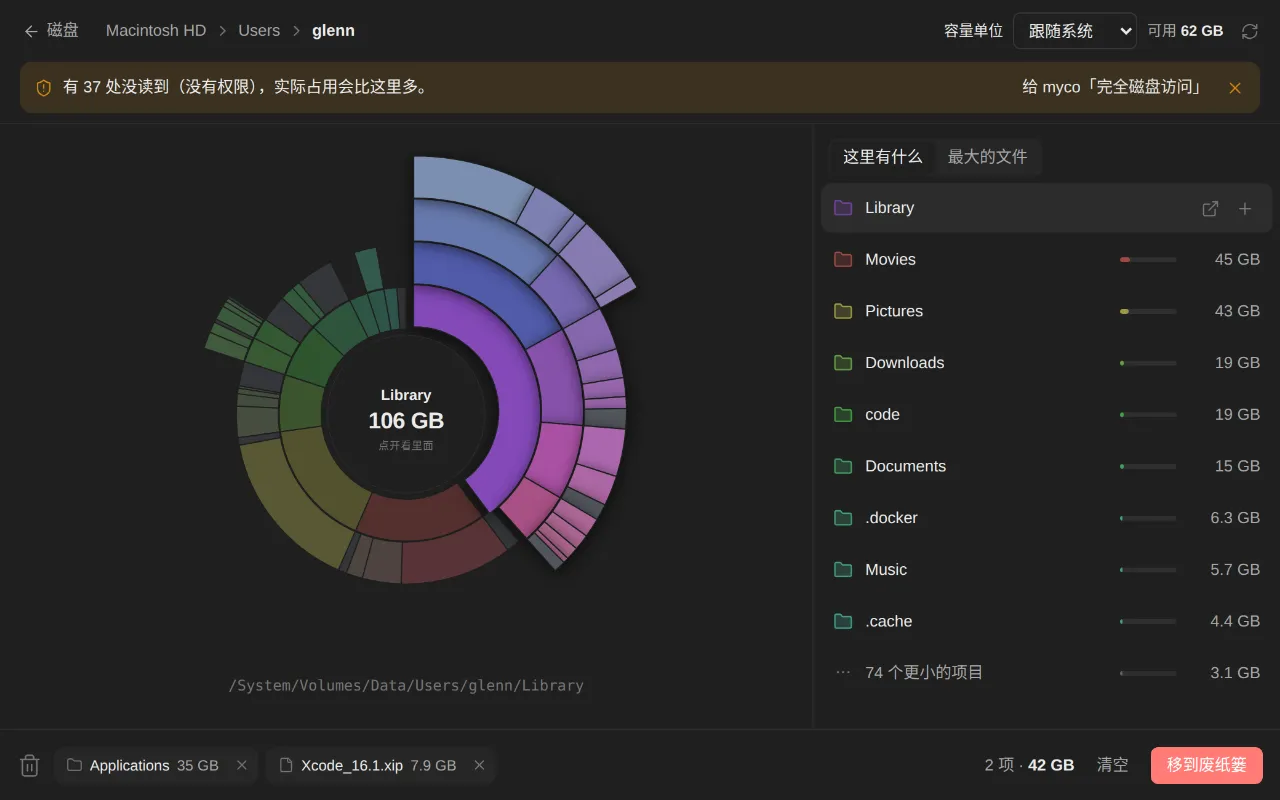 磁盘 Macintosh HD Users glenn 容量单位 跟随系统 可用 62 GB
有 37 处没读到（没有权限），实际占用会比这里多。 给 myco「完全磁盘访问」
Library
106 GB
点开看里面
/System/Volumes/Data/Users/glenn/Library
这里有什么 最大的文件
Library
Movies 45 GB
Pictures 43 GB
Downloads 19 GB
code 19 GB
Documents 15 GB
.docker 6.3 GB
Music 5.7 GB
.cache 4.4 GB
74 个更小的项目 3.1 GB
Applications 35 GB Xcode_16.1.xip 7.9 GB 2 项 · 42 GB 清空 移到废纸篓